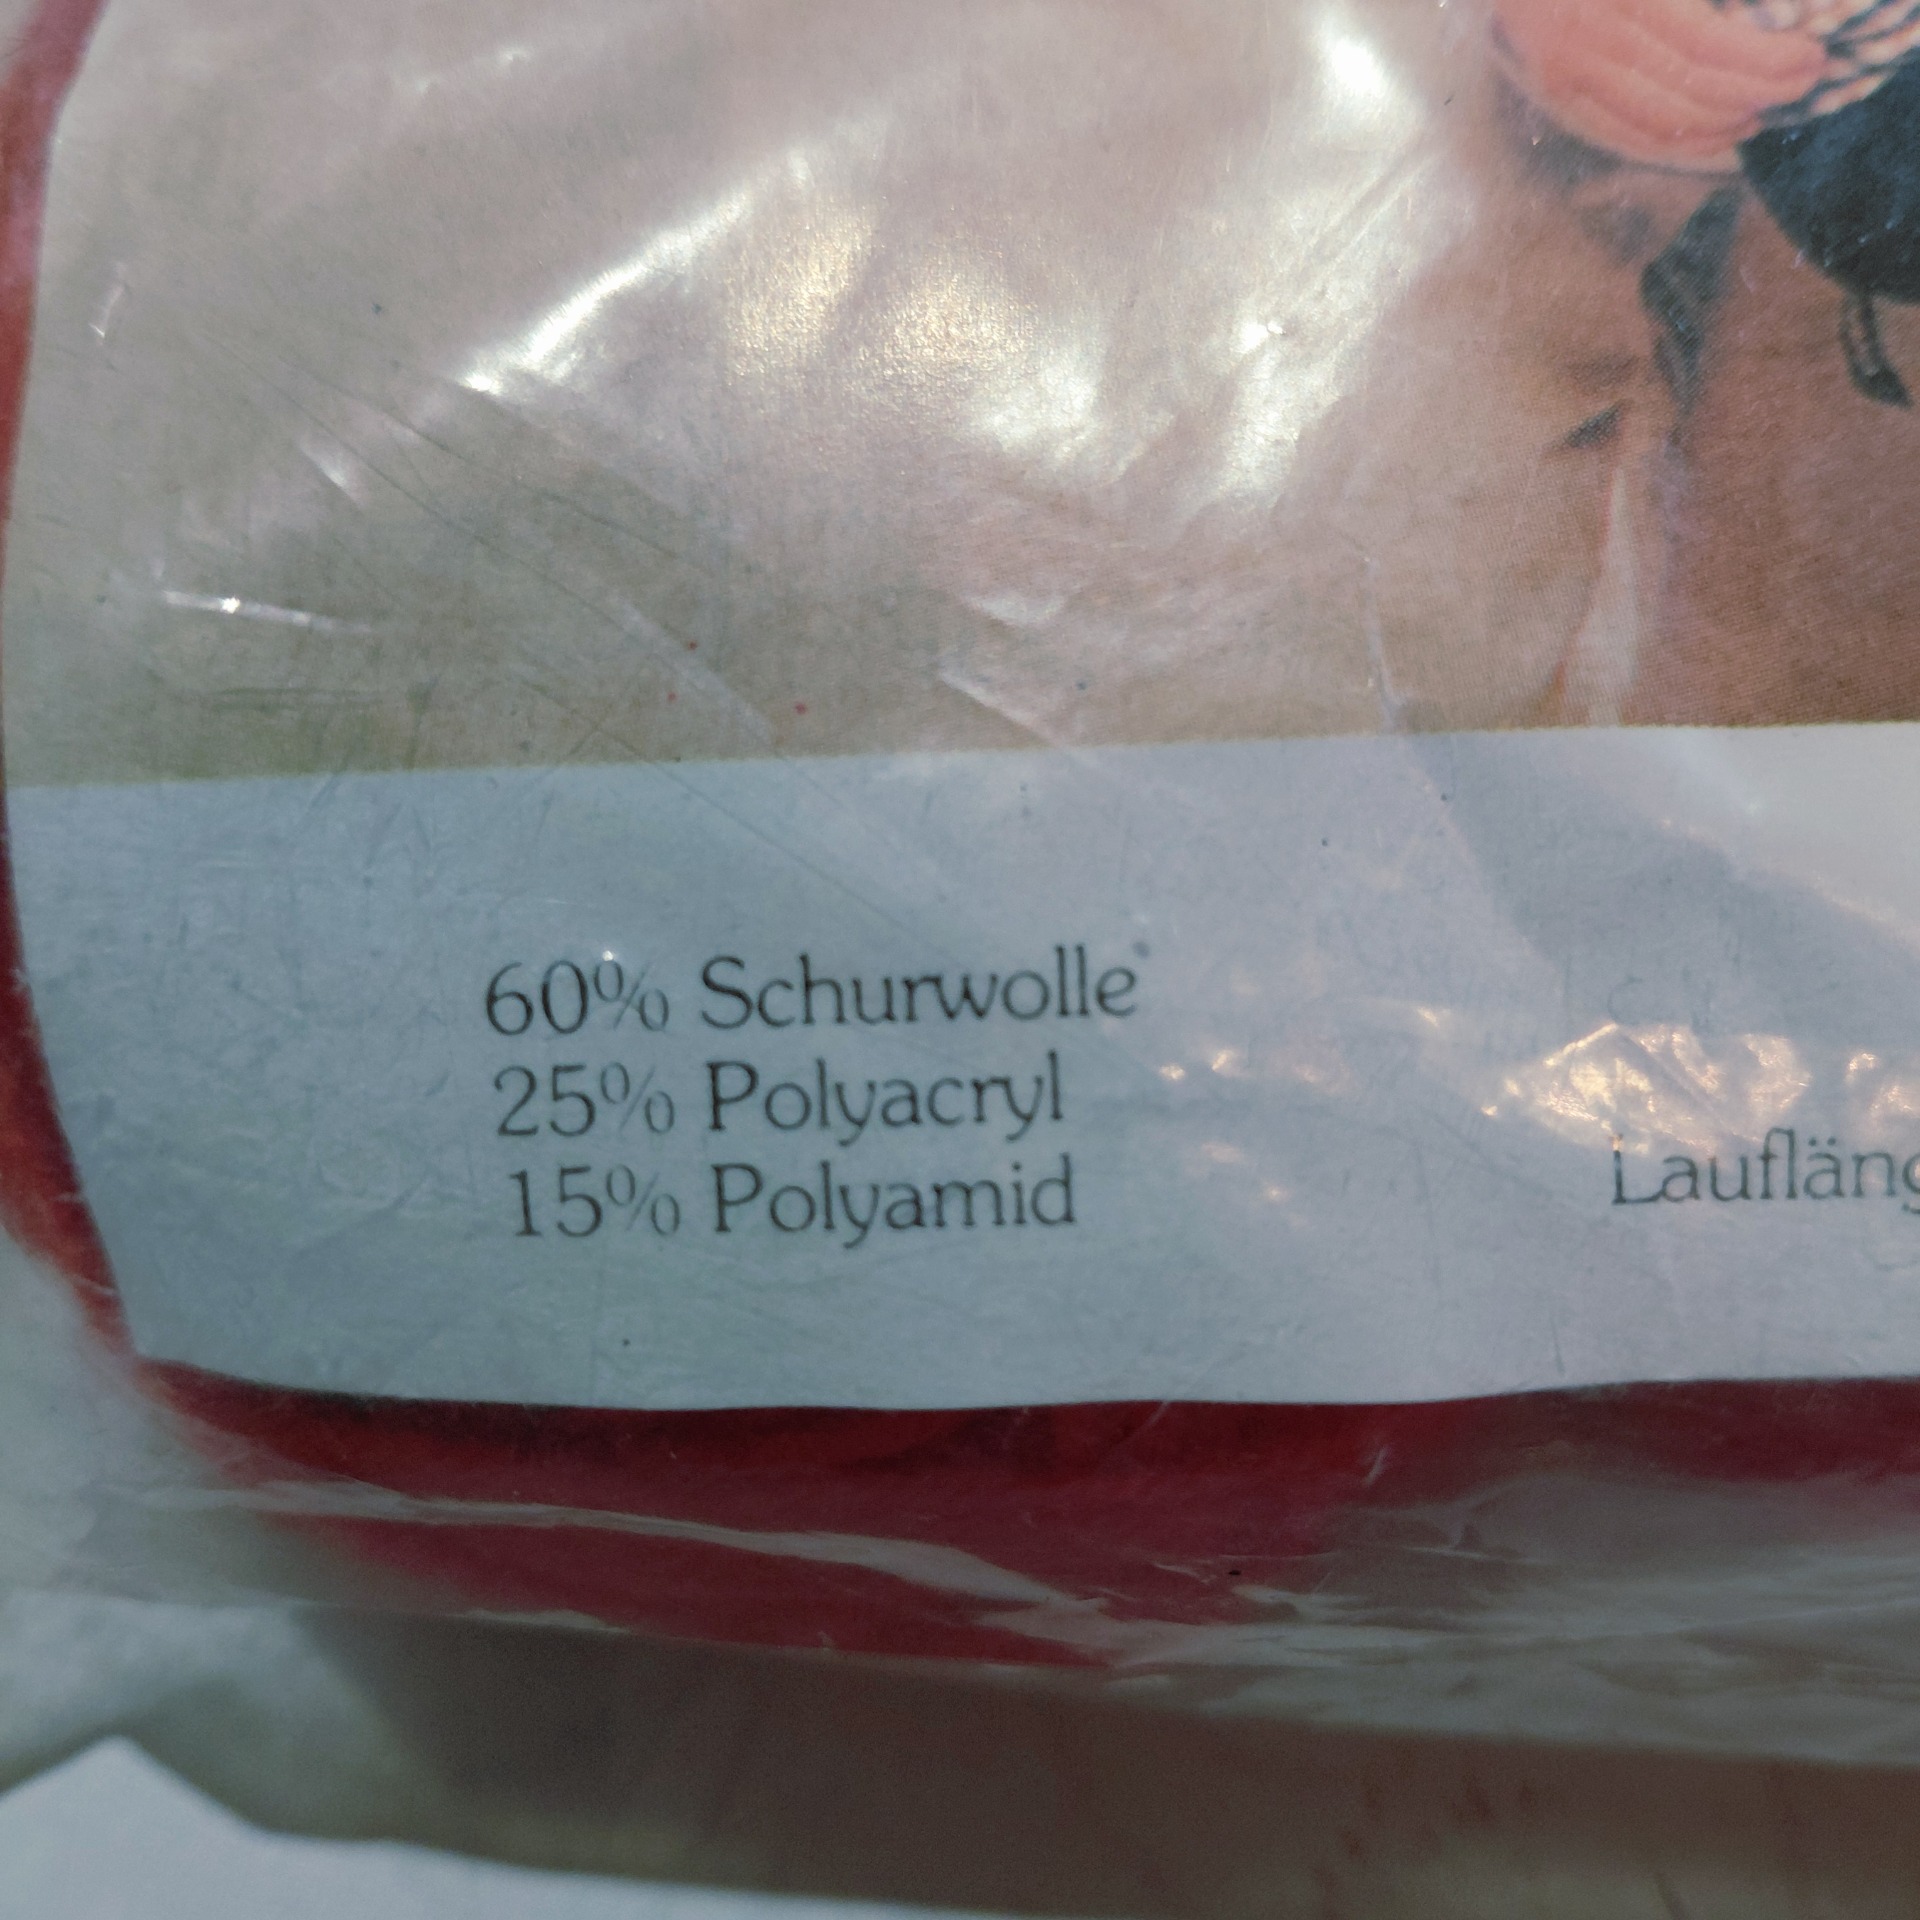 60% Schurwolle
25% Polyacryl
15% Polyamid